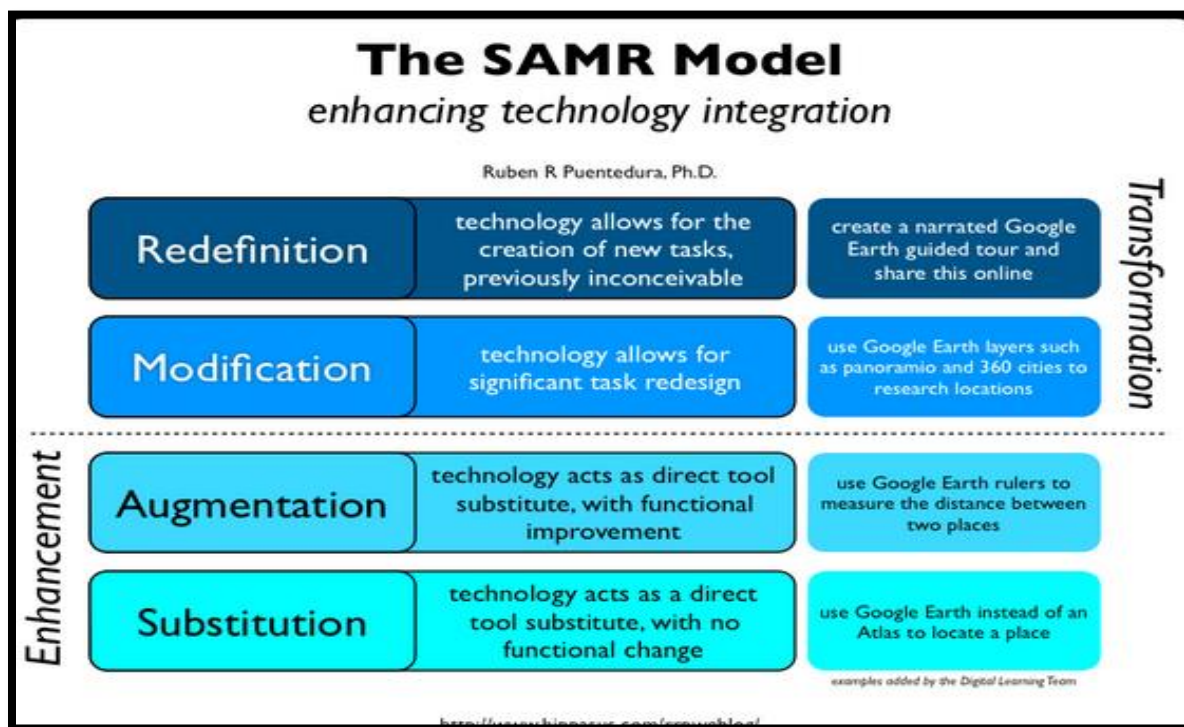 The SAMR Model
enhancing technology integration
Ruben R Puentedura, Ph.D.
Transformation
Redefinition
technology allows for the
creation of new tasks,
previously inconceivable
create a narrated Google
Earth guided tour and
share this online
Modification
technology allows for
significant task redesign
use Google Earth layers such
as panoramio and 360 cities to
research locations
Enhancement
Augmentation
technology acts as direct tool
substitute, with functional
improvement
use Google Earth rulers to
measure the distance between
two places
Substitution
technology acts as a direct
tool substitute, with no
functional change
use Google Earth instead of an
Atlas to locate a place
examples added by the Digital Learning Team